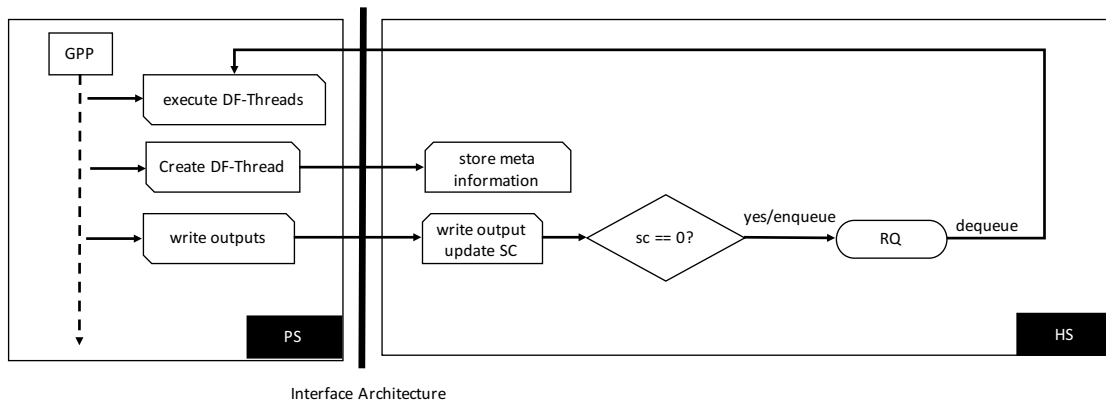 GPP
execute DF-Threads
Create DF-Thread
store meta
information
write outputs
write output
update SC
sc == 0?
yes/enqueue
RQ
dequeue
PS
HS
Interface Architecture